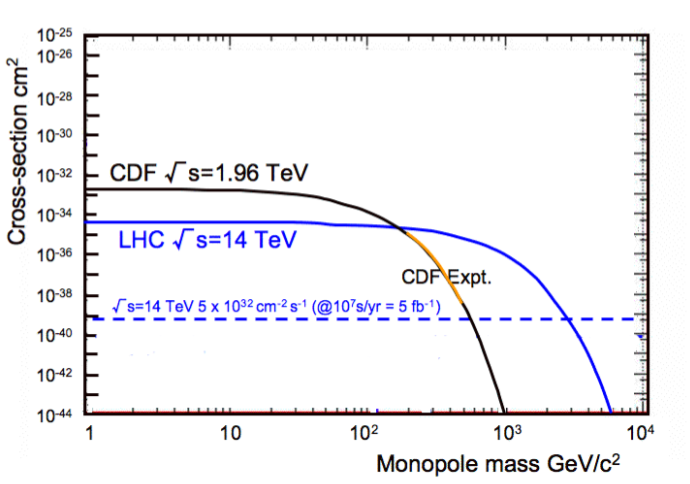 10-25
10-26
10-28
10-30
10-32
10-34
10-36
10-38
10-40
10-42
10-44
Cross-section cm2
CDF √s=1.96 TeV
LHC √s=14 TeV
CDF Expt.
√s=14 TeV 5 x 1032 cm-2 s-1 (@107s/yr = 5 fb-1)
1 10 102 103 104
Monopole mass GeV/c2